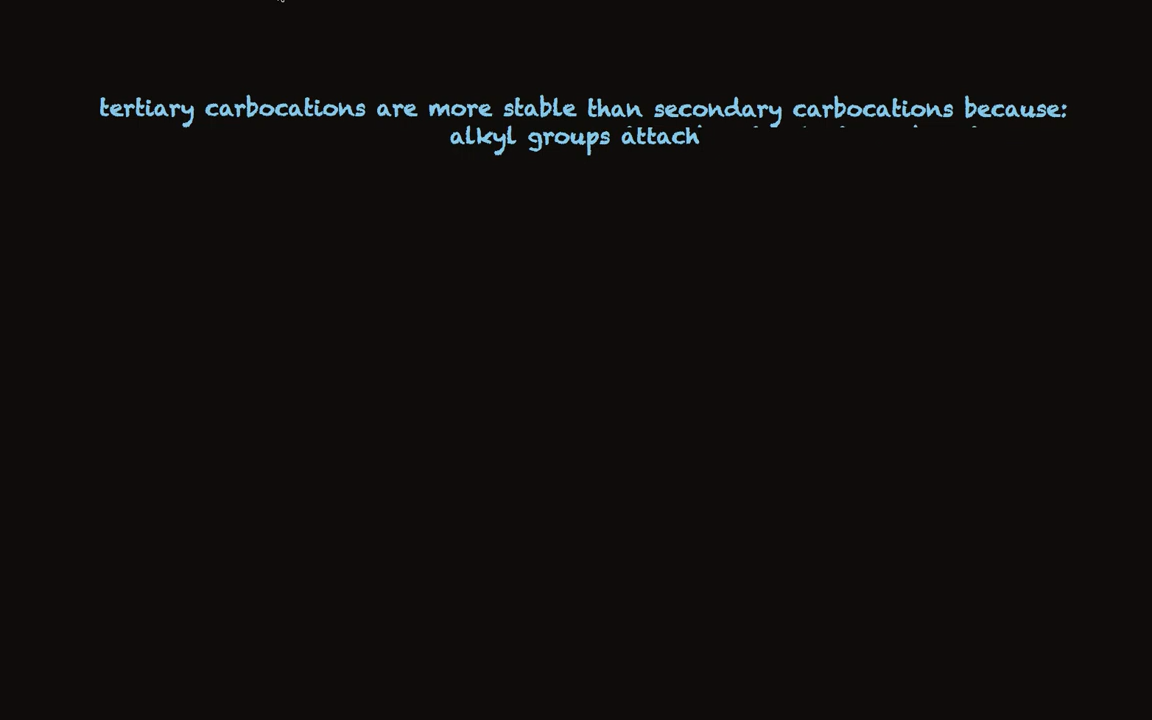 tertiary carbocations are more stable than secondary carbocations because:
alkyl groups attach